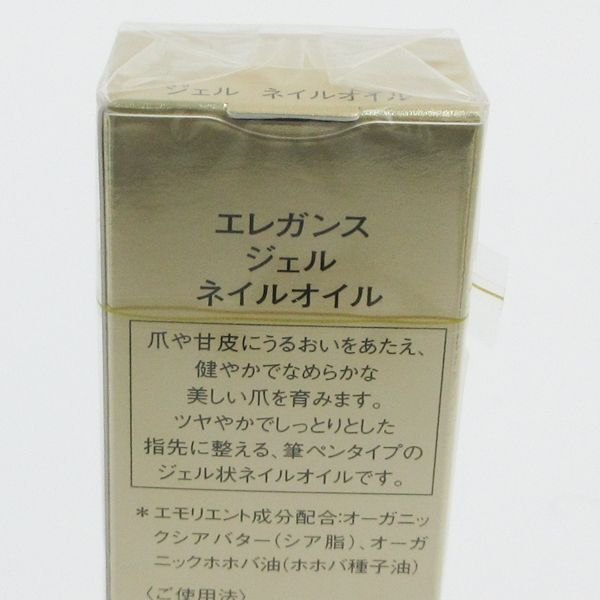 ジェル ネイルオイル
エレガンス
ジェル
ネイルオイル
爪や甘皮にうるおいをあたえ、
健やかでなめらかな
美しい爪を育みます。
ツヤやかでしっとりとした
指先に整える、筆ペンタイプの
ジェル状ネイルオイルです。
*エモリエント成分配合:オーガニッ
クシアバター(シア脂)、オーガ
ニックホホバ油(ホホバ種子油)
〈ご使用法〉